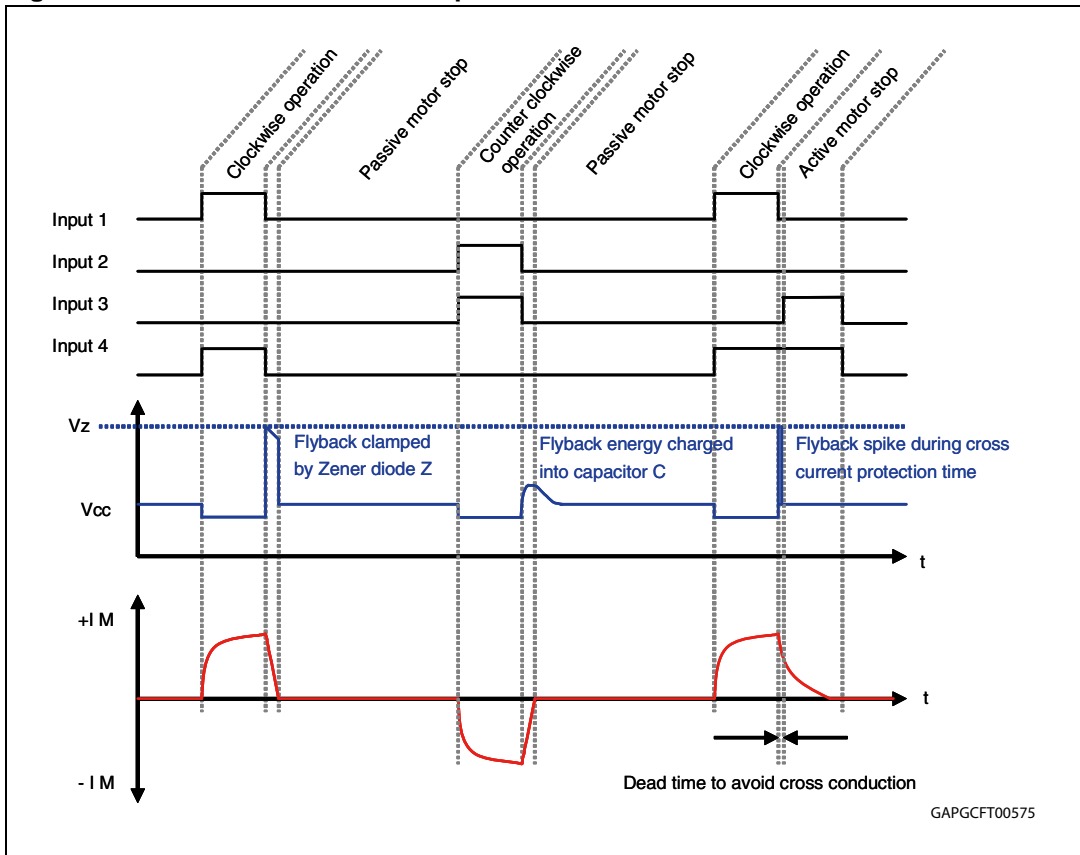 Clockwise operation
Passive motor stop
Counter clockwise
operation
Passive motor stop
Clockwise operation
Active motor stop
Input 1
Input 2
Input 3
Input 4
Vz
Flyback clamped
by Zener diode Z
Flyback energy charged
into capacitor C
Flyback spike during cross
current protection time
Vcc
t
+I M
t
- I M
Dead time to avoid cross conduction
GAPGCFT00575